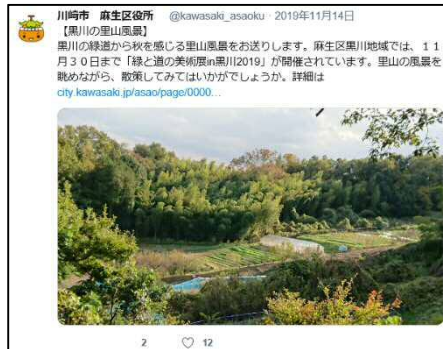 川崎市 麻生区役所 @kawasaki_asaoku · 2019年11月14日
【黒川の里山風景】
黒川の緑道から秋を感じる里山風景をお送りします。麻生区黒川地域では、１１
月３０日まで「緑と道の美術展in黒川2019」が開催されています。里山の風景を
眺めながら、散策してみてはいかがでしょうか。詳細は
city.kawasaki.jp/asao/page/0000…
2 12